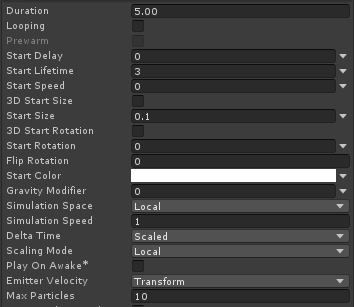 Duration 5.00
Looping
Prewarm
Start Delay 0
Start Lifetime 3
Start Speed 0
3D Start Size
Start Size 0.1
3D Start Rotation
Start Rotation 0
Flip Rotation 0
Start Color
Gravity Modifier 0
Simulation Space Local
Simulation Speed 1
Delta Time Scaled
Scaling Mode Local
Play On Awake*
Emitter Velocity Transform
Max Particles 10